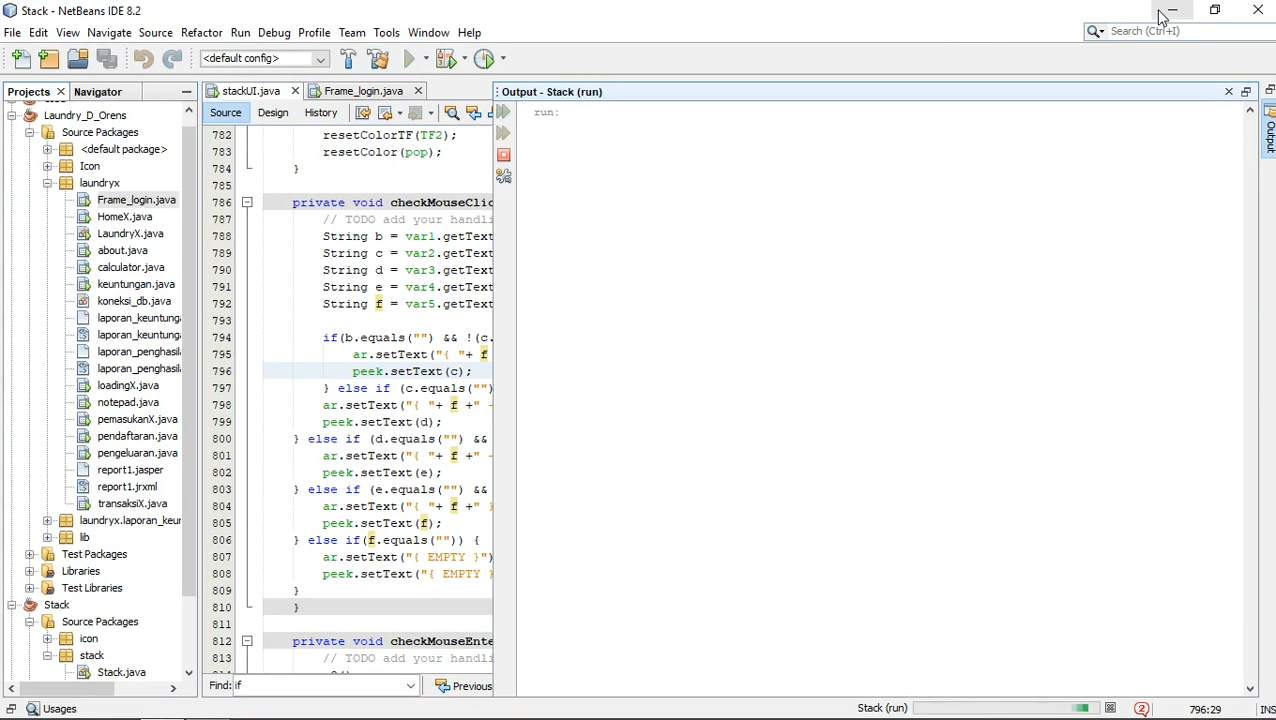 Stack - NetBeans IDE 8.2
File Edit View Navigate Source Refactor Run Debug Profile Team Tools Window Help
Search (Ctrl+I)
<default config>
Projects Navigator
stackUI.java Frame_login.java
Output - Stack (run)
Source Design History
Laundry_D_Orens
Source Packages
<default package>
Icon
laundryx
Frame_login.java
HomeX.java
LaundryX.java
about.java
calculator.java
keuntungan.java
koneksi_db.java
laporan_keuntung
laporan_keuntung
laporan_penghasil
laporan_penghasil
loadingX.java
notepad.java
pemasukanX.java
pendaftaran.java
pengeluaran.java
report1.jasper
report1.jrxml
transaksiX.java
laundryx.laporan_keur
lib
Test Packages
Libraries
Test Libraries
Stack
Source Packages
icon
stack
Stack.java
782 resetColorTF(TF2);
783 resetColor(pop);
784 }
785
786 private void checkMouseClic
787 // TODO add your handli
788 String b = var1.getText
789 String c = var2.getText
790 String d = var3.getText
791 String e = var4.getText
792 String f = var5.getText
793
794 if(b.equals("") && !(c.
795 ar.setText("{ "+ f
796 peek.setText(c);
797 } else if (c.equals("")
798 ar.setText("{ "+ f +" -
799 peek.setText(d);
800 } else if (d.equals("") &&
801 ar.setText("{ "+ f +" -
802 peek.setText(e);
803 } else if (e.equals("") &&
804 ar.setText("{ "+ f +" }
805 peek.setText(f);
806 } else if(f.equals("")) {
807 ar.setText("{ EMPTY }")
808 peek.setText("{ EMPTY }
809 }
810 }
811
812 private void checkMouseEnte
813 // TODO add your handli
run:
Output
Find: if
Previous
Usages
Stack (run)
2
796:29
INS